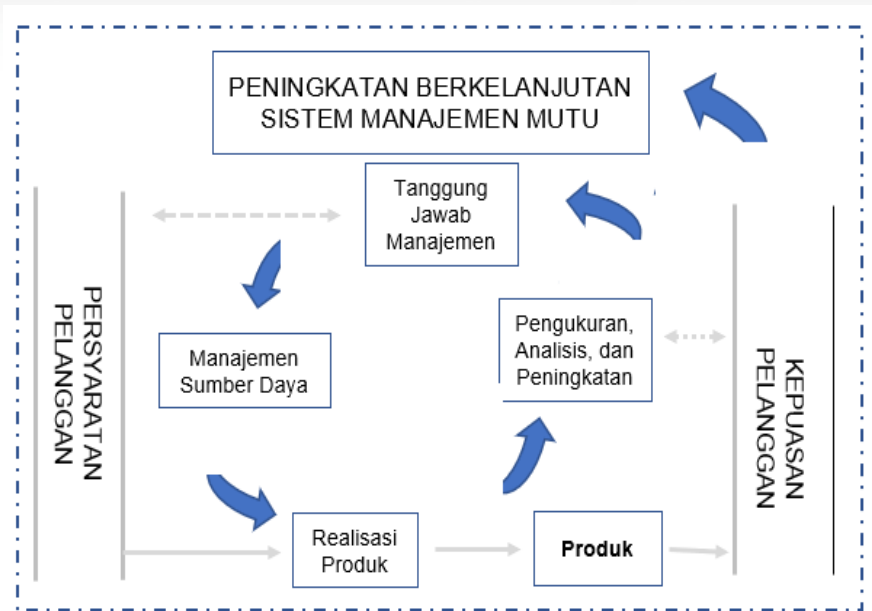 PENINGKATAN BERKELANJUTAN
SISTEM MANAJEMEN MUTU
Tanggung
Jawab
Manajemen
PERSYARATAN
PELANGGAN
Manajemen
Sumber Daya
Pengukuran,
Analisis, dan
Peningkatan
KEPUASAN
PELANGGAN
Realisasi
Produk
Produk